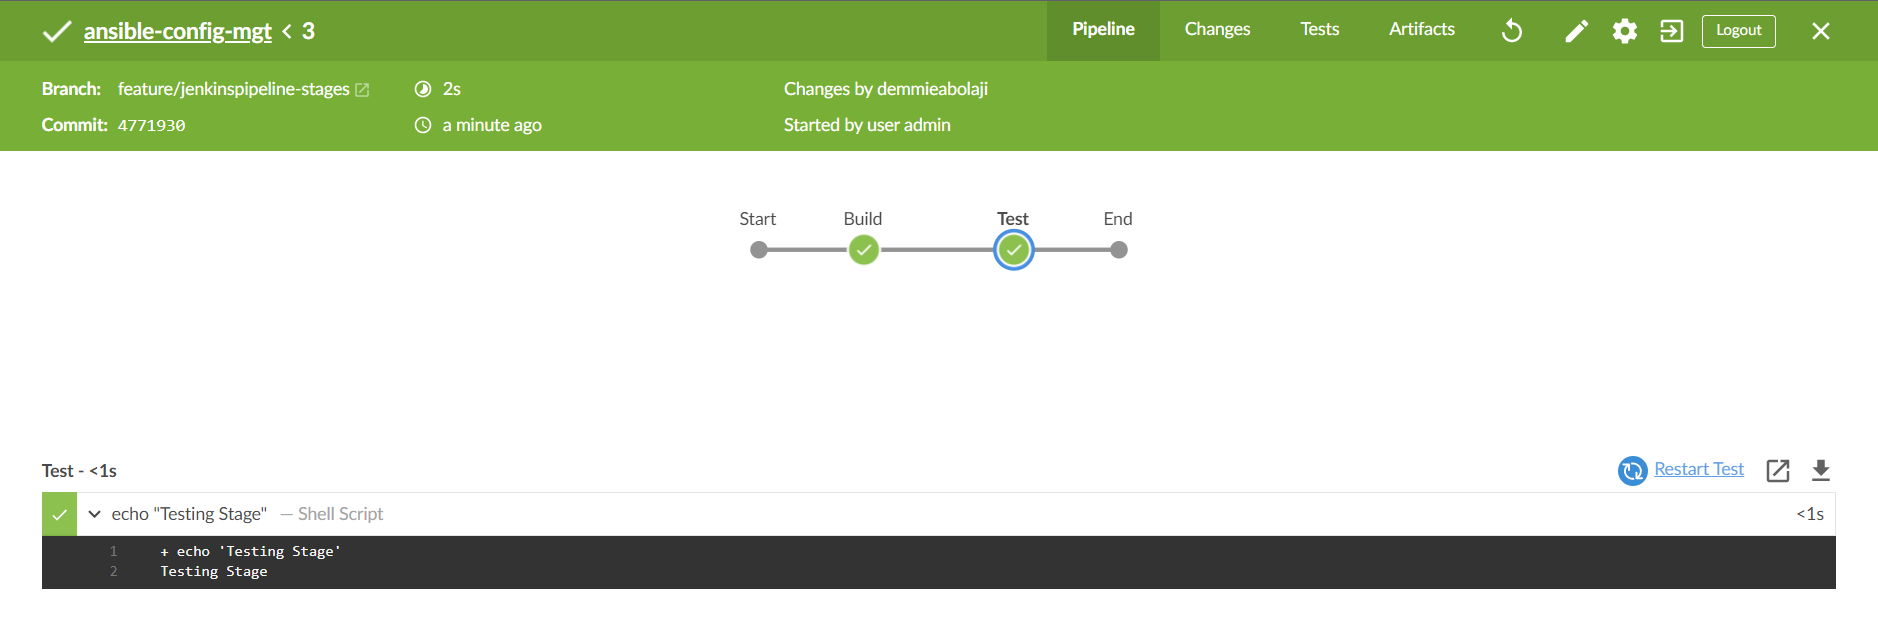 ansible-config-mgt < 3
Pipeline Changes Tests Artifacts Logout
Branch: feature/jenkinspipeline-stages 2s Changes by demmieabolaji
Commit: 4771930 a minute ago Started by user admin
Start Build Test End
Test - <1s Restart Test
echo "Testing Stage" — Shell Script <1s
1 + echo 'Testing Stage'
2 Testing Stage